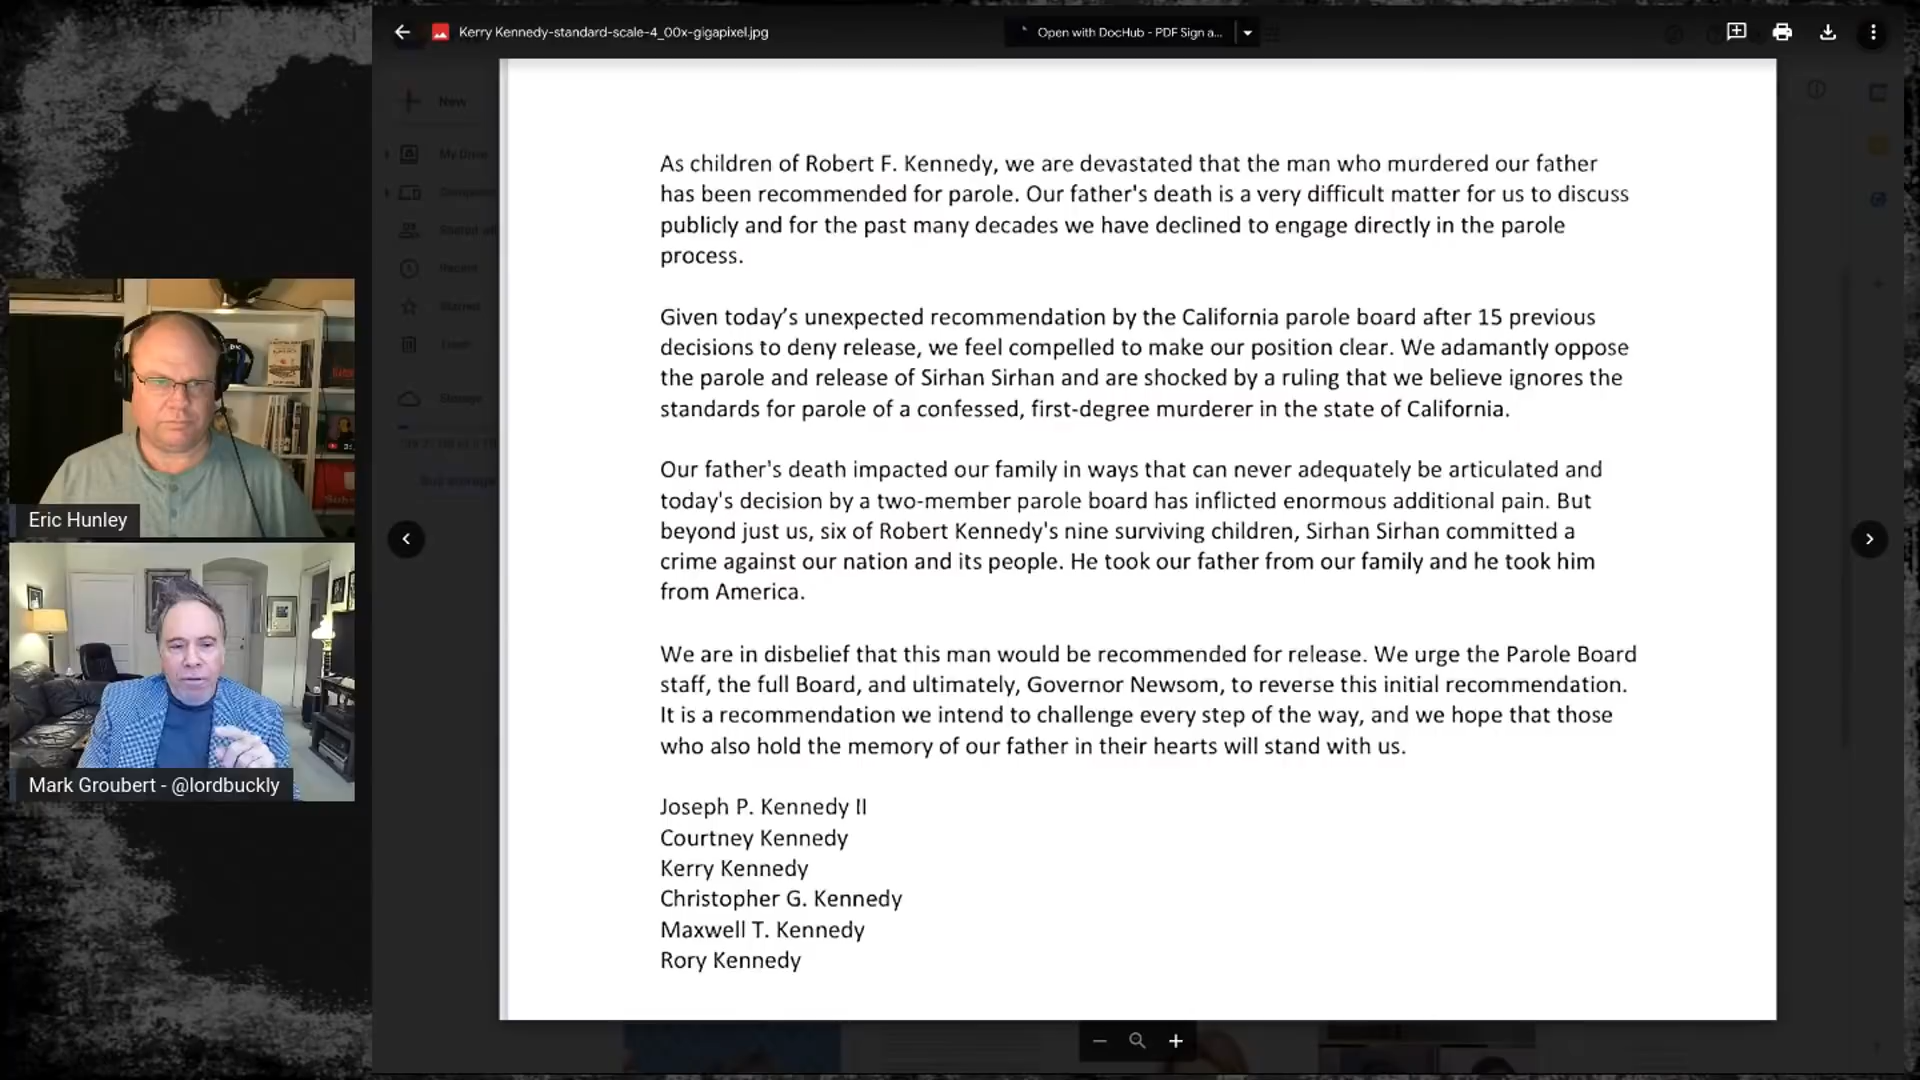 Kerry Kennedy-standard-scale-4_00x-gigapixel.jpg
Open with DocHub - PDF Sign a...
New
My Drive
Shared wi
Recent
Starred
Trash
Storage
As children of Robert F. Kennedy, we are devastated that the man who murdered our father
has been recommended for parole. Our father's death is a very difficult matter for us to discuss
publicly and for the past many decades we have declined to engage directly in the parole
process.
Given today’s unexpected recommendation by the California parole board after 15 previous
decisions to deny release, we feel compelled to make our position clear. We adamantly oppose
the parole and release of Sirhan Sirhan and are shocked by a ruling that we believe ignores the
standards for parole of a confessed, first-degree murderer in the state of California.
Our father's death impacted our family in ways that can never adequately be articulated and
today's decision by a two-member parole board has inflicted enormous additional pain. But
beyond just us, six of Robert Kennedy's nine surviving children, Sirhan Sirhan committed a
crime against our nation and its people. He took our father from our family and he took him
from America.
We are in disbelief that this man would be recommended for release. We urge the Parole Board
staff, the full Board, and ultimately, Governor Newsom, to reverse this initial recommendation.
It is a recommendation we intend to challenge every step of the way, and we hope that those
who also hold the memory of our father in their hearts will stand with us.
Joseph P. Kennedy II
Courtney Kennedy
Kerry Kennedy
Christopher G. Kennedy
Maxwell T. Kennedy
Rory Kennedy
Eric Hunley
Mark Groubert - @lordbuckly